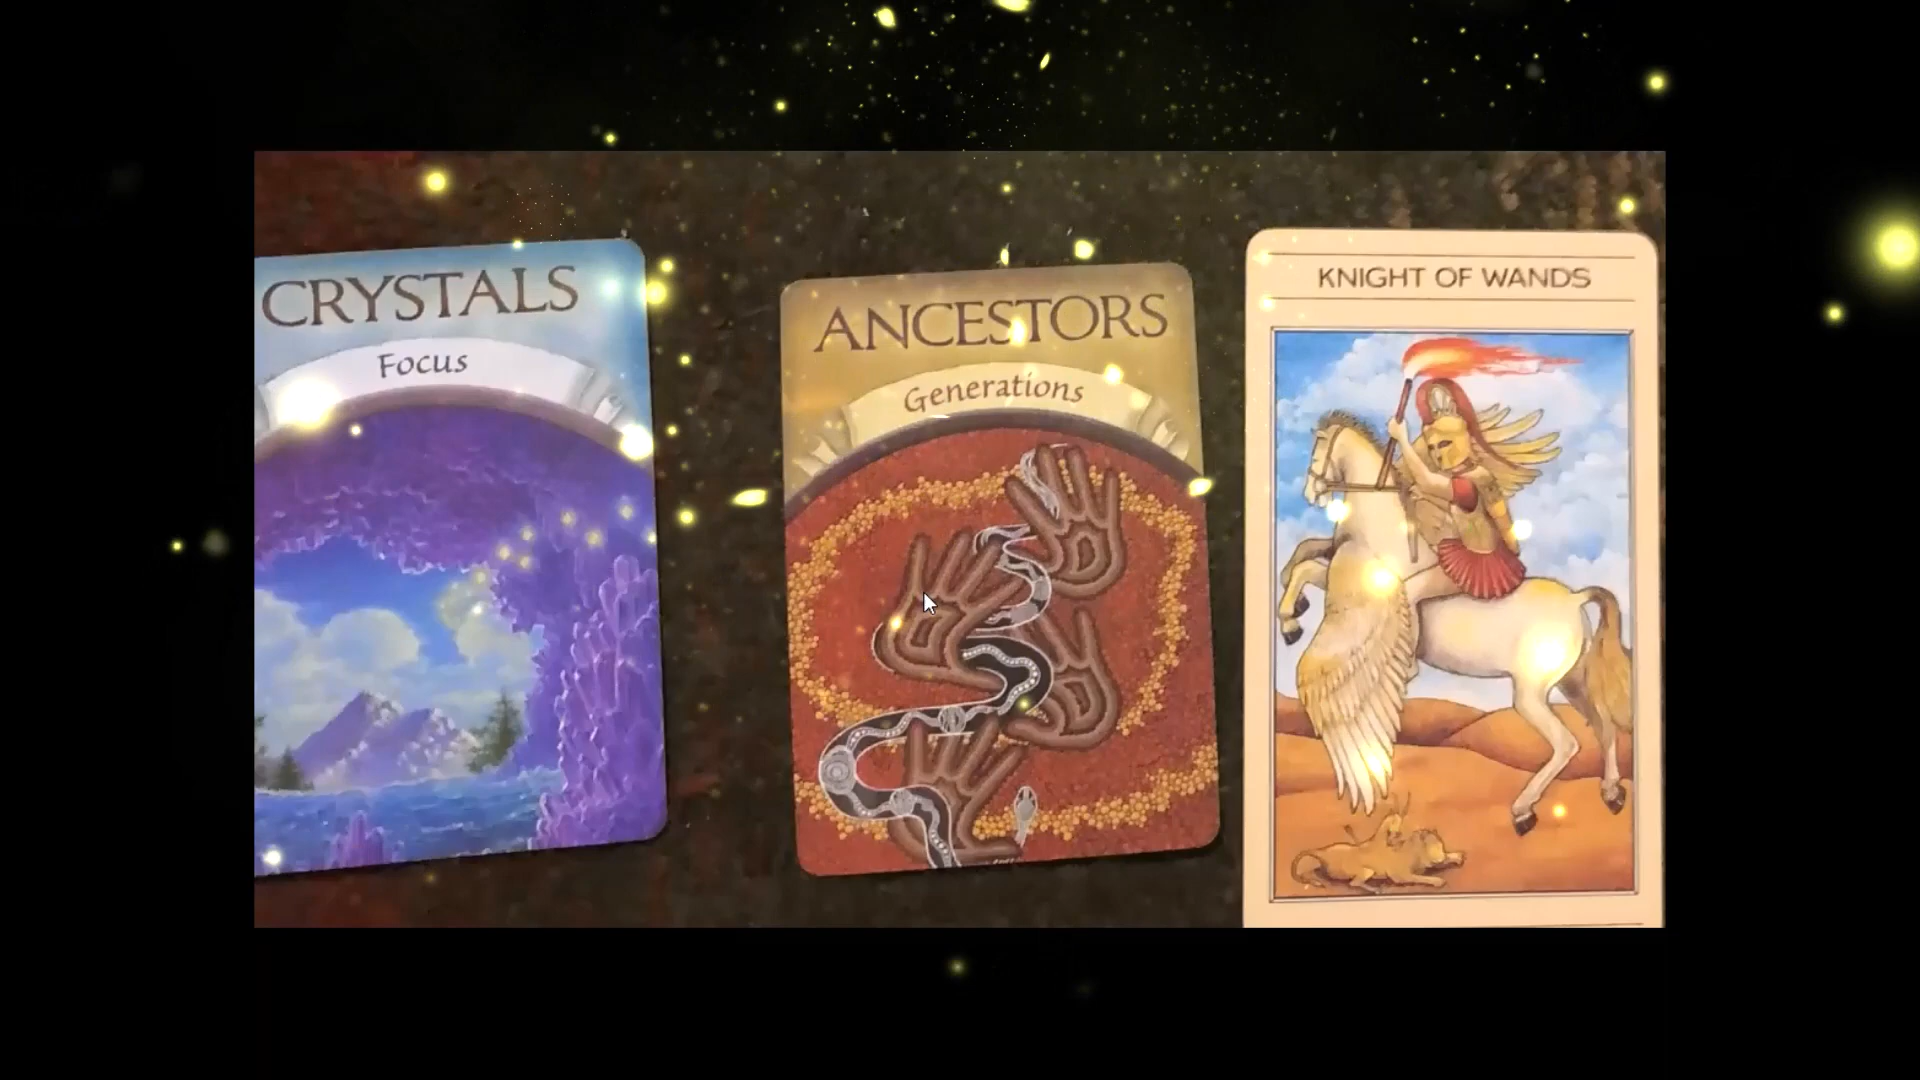 CRYSTALS
Focus
ANCESTORS
Generations
KNIGHT OF WANDS